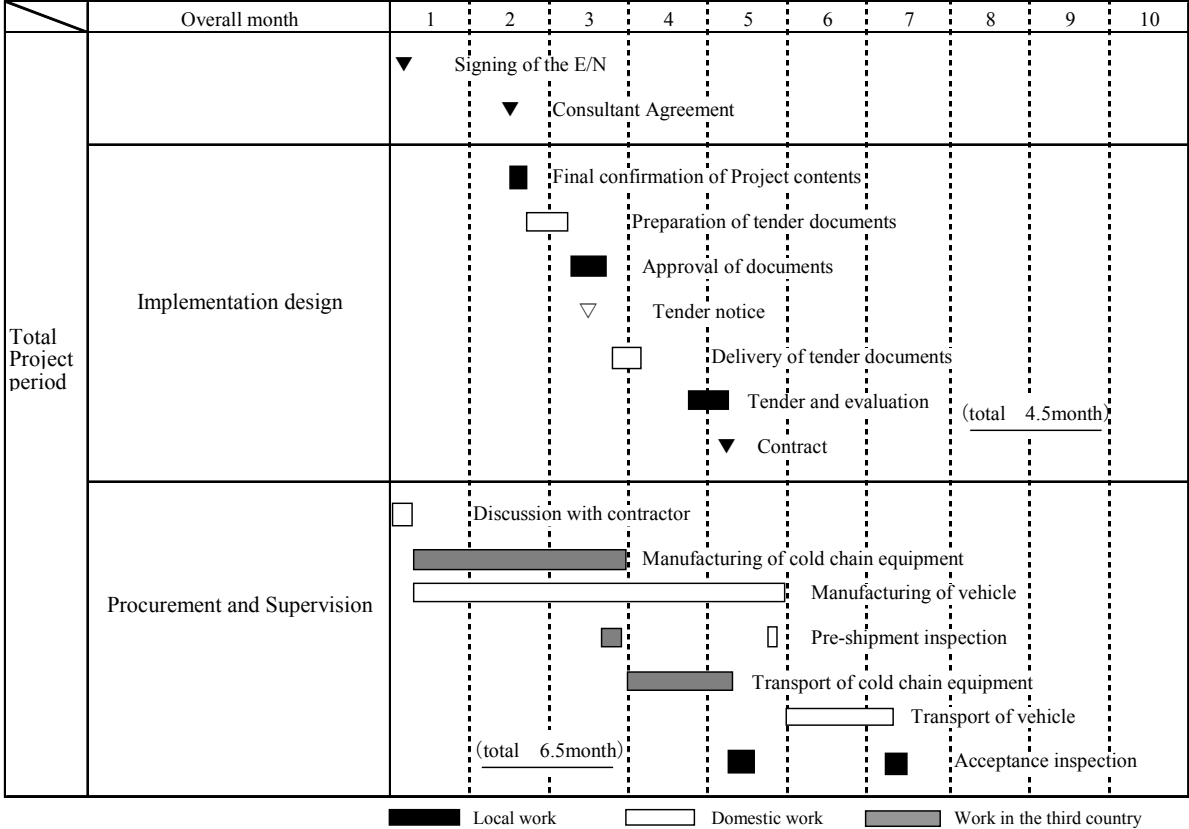 Overall month 1 2 3 4 5 6 7 8 9 10
Signing of the E/N
Consultant Agreement
Total
Project
period
Implementation design
Final confirmation of Project contents
Preparation of tender documents
Approval of documents
Tender notice
Delivery of tender documents
Tender and evaluation
(total 4.5month)
Contract
Procurement and Supervision
Discussion with contractor
Manufacturing of cold chain equipment
Manufacturing of vehicle
Pre-shipment inspection
Transport of cold chain equipment
Transport of vehicle
(total 6.5month)
Acceptance inspection
Local work
Domestic work
Work in the third country